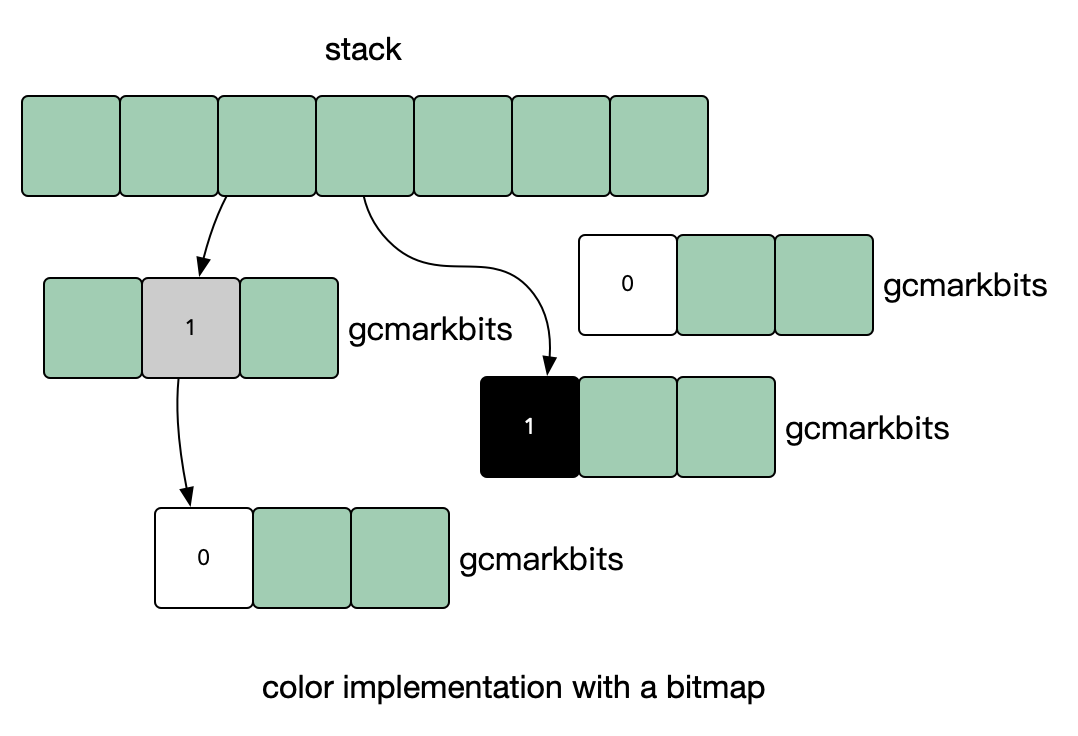 stack
0
gcmarkbits
1
gcmarkbits
1
gcmarkbits
0
gcmarkbits
color implementation with a bitmap